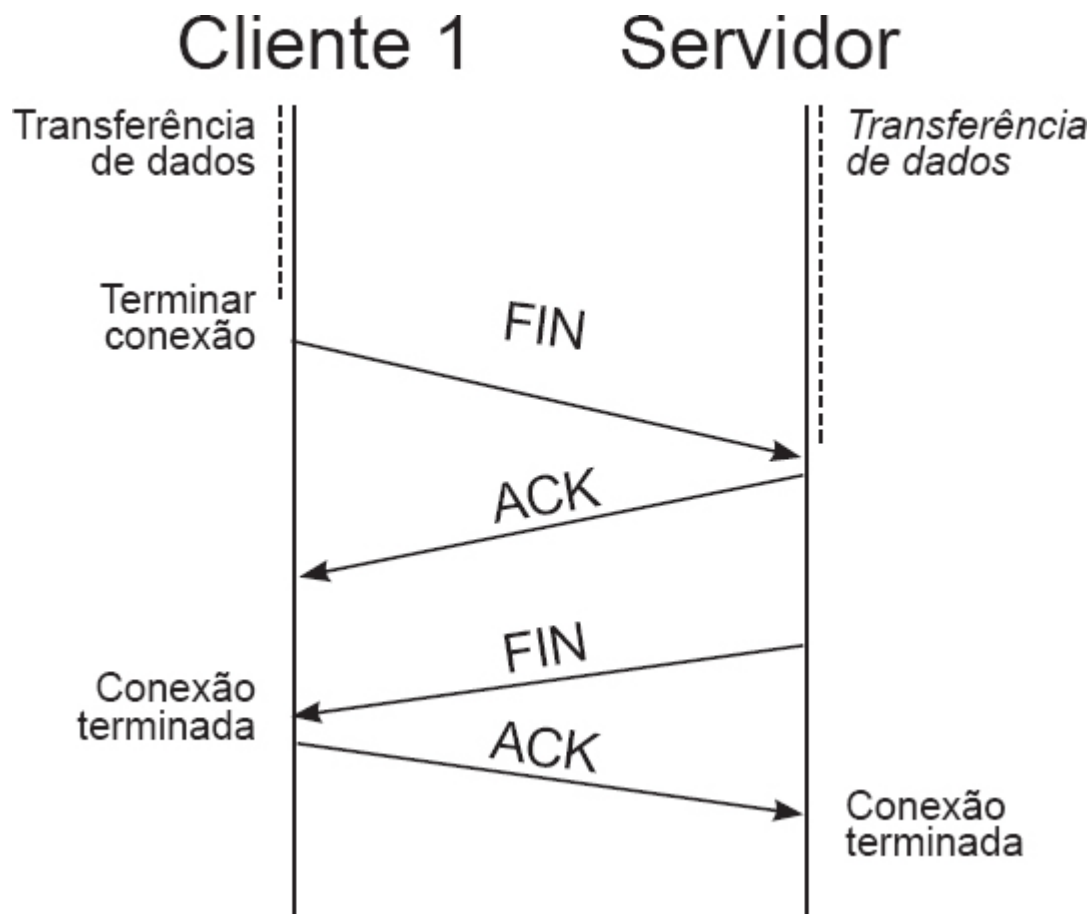 Cliente 1
Servidor
Transferência
de dados
Transferência
de dados
Terminar
conexão
FIN
ACK
FIN
Conexão
terminada
ACK
Conexão
terminada